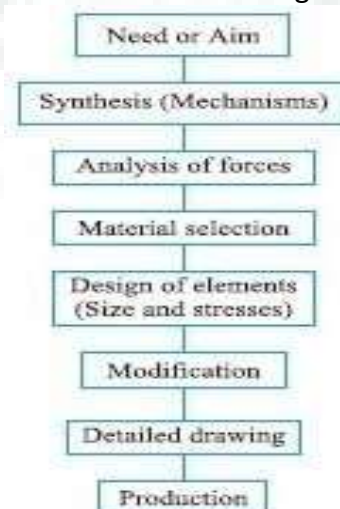 Need or Aim
Synthesis (Mechanisms)
Analysis of forces
Material selection
Design of elements
(Size and stresses)
Modification
Detailed drawing
Production